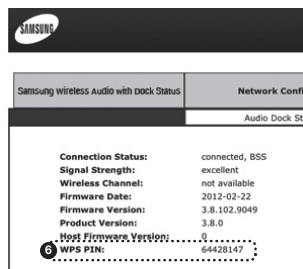 SAMSUNG
Samsung Wireless Audio with Dock Status
Network Confi
Audio Dock St
Connection Status: connected, BSS
Signal Strength: excellent
Wireless Channel: not available
Firmware Date: 2012-02-22
Firmware Version: 3.8.102.9049
Product Version: 3.8.0
Host Firmware Version: 0
6 WPS PIN: 64428147